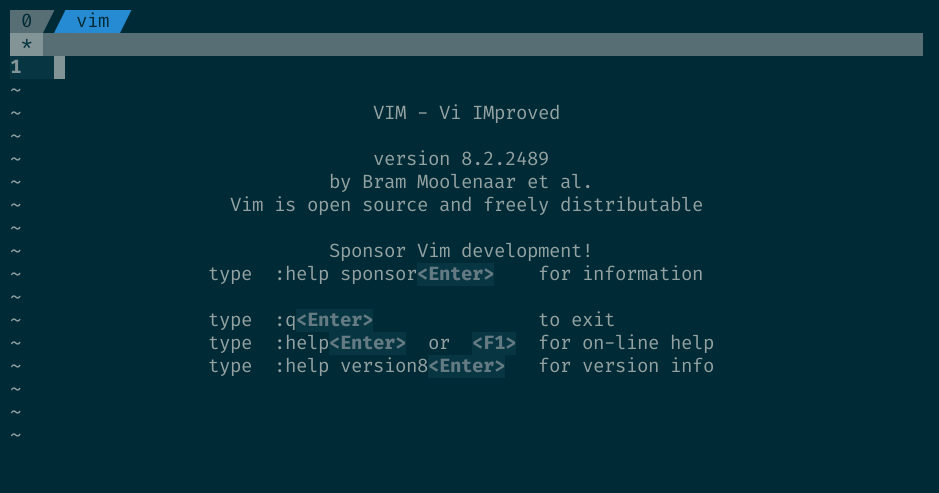 0 vim
*
1
~
~ VIM - Vi IMproved
~
~ version 8.2.2489
~ by Bram Moolenaar et al.
~ Vim is open source and freely distributable
~
~ Sponsor Vim development!
~ type :help sponsor<Enter> for information
~
~ type :q<Enter> to exit
~ type :help<Enter> or <F1> for on-line help
~ type :help version8<Enter> for version info
~
~
~